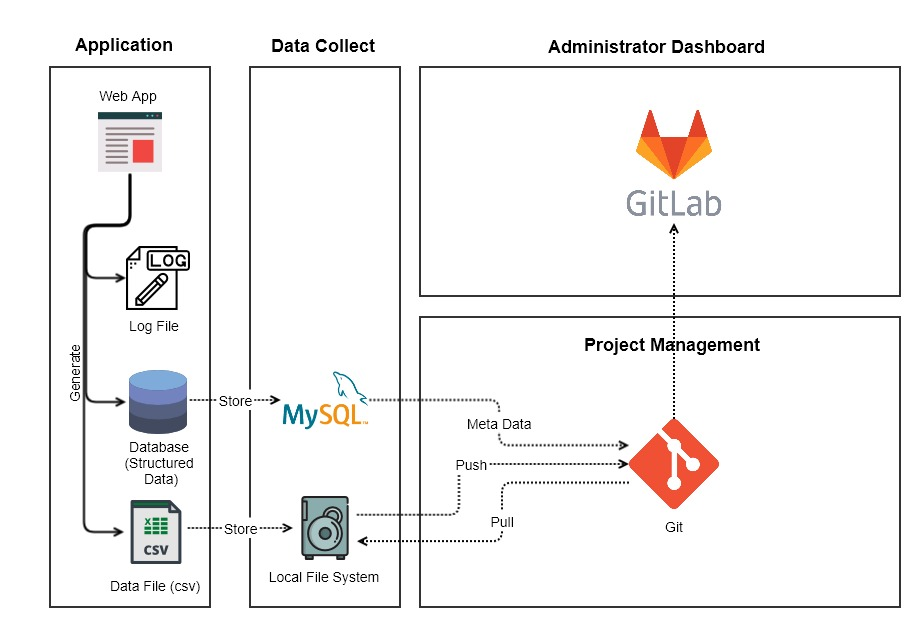 Application
Data Collect
Administrator Dashboard
Web App
GitLab
LOG
Log File
Project Management
Generate
Store
MySQL™
Meta Data
Database
(Structured
Data)
Push
CSV
Store
Pull
Git
Local File System
Data File (csv)